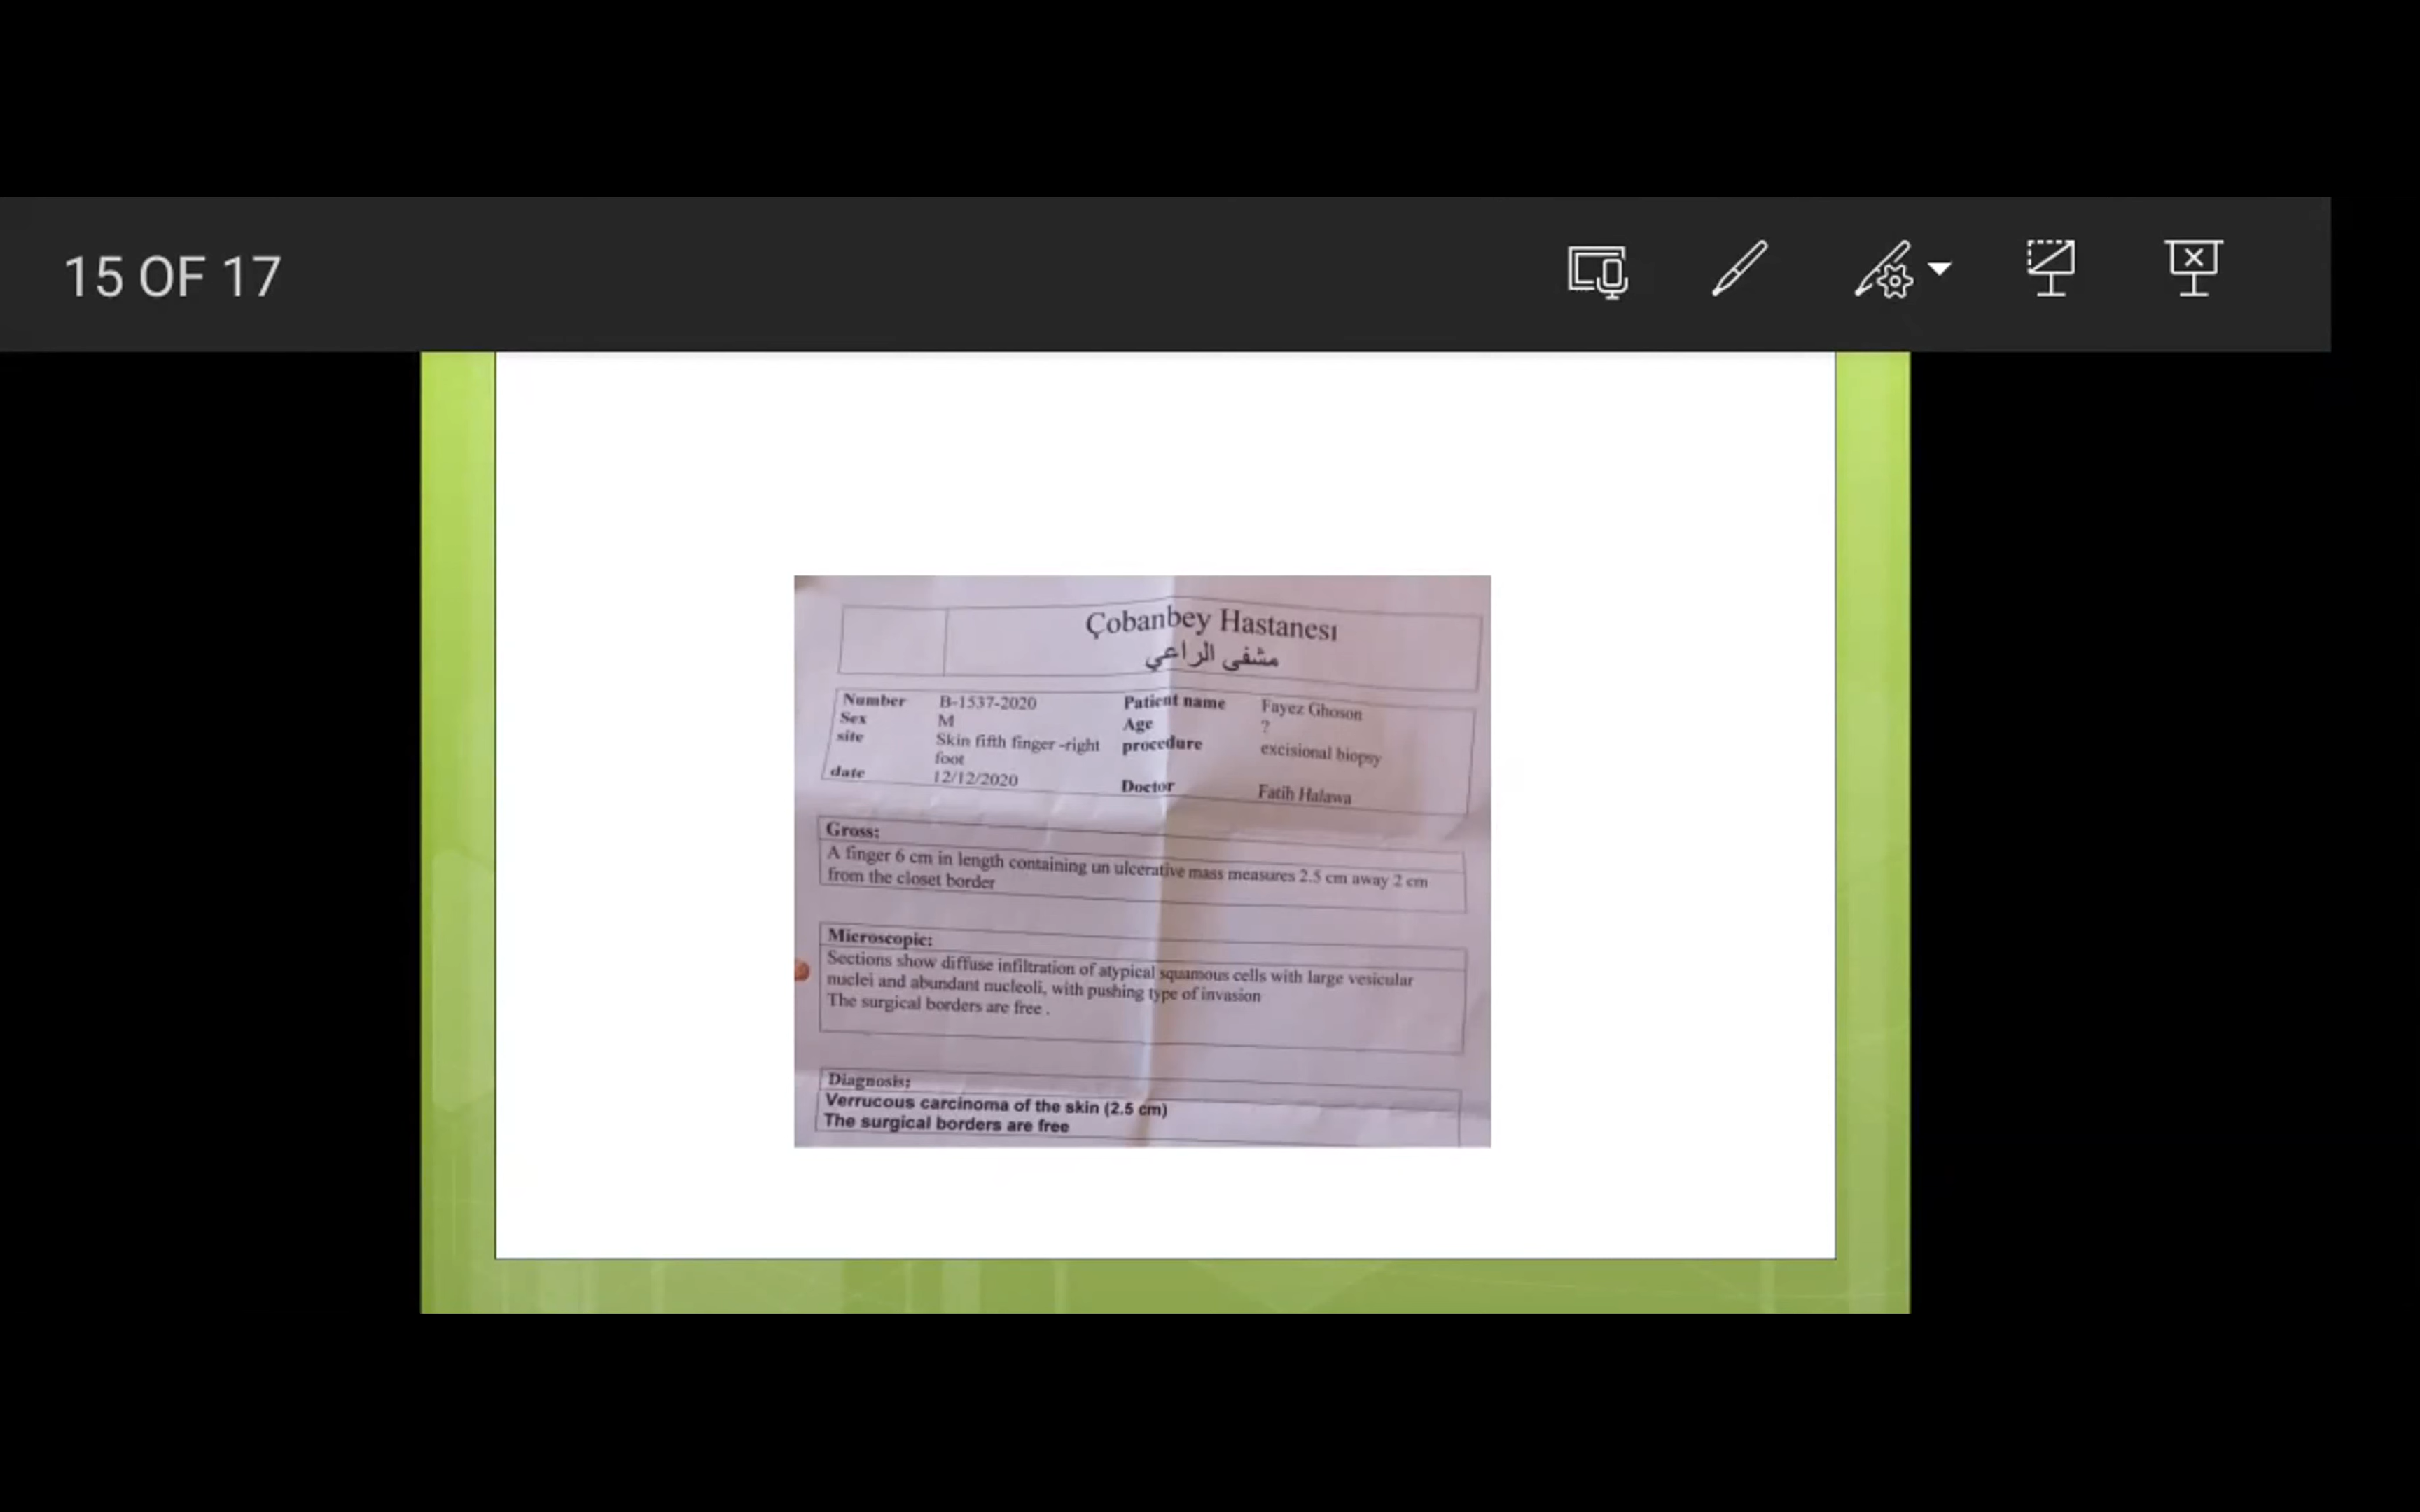 15 OF 17
Çobanbey Hastanesı
مشفى الراعي
Number B-1537-2020 Patient name Fayez Ghoson
Sex M Age ?
site Skin fifth finger -right foot procedure excisional biopsy
date 12/12/2020 Doctor Fatih Halawa
Gross:
A finger 6 cm in length containing un ulcerative mass measures 2.5 cm away 2 cm
from the closet border
Microscopic:
Sections show diffuse infiltration of atypical squamous cells with large vesicular
nuclei and abundant nucleoli, with pushing type of invasion
The surgical borders are free .
Diagnosis:
Verrucous carcinoma of the skin (2.5 cm)
The surgical borders are free